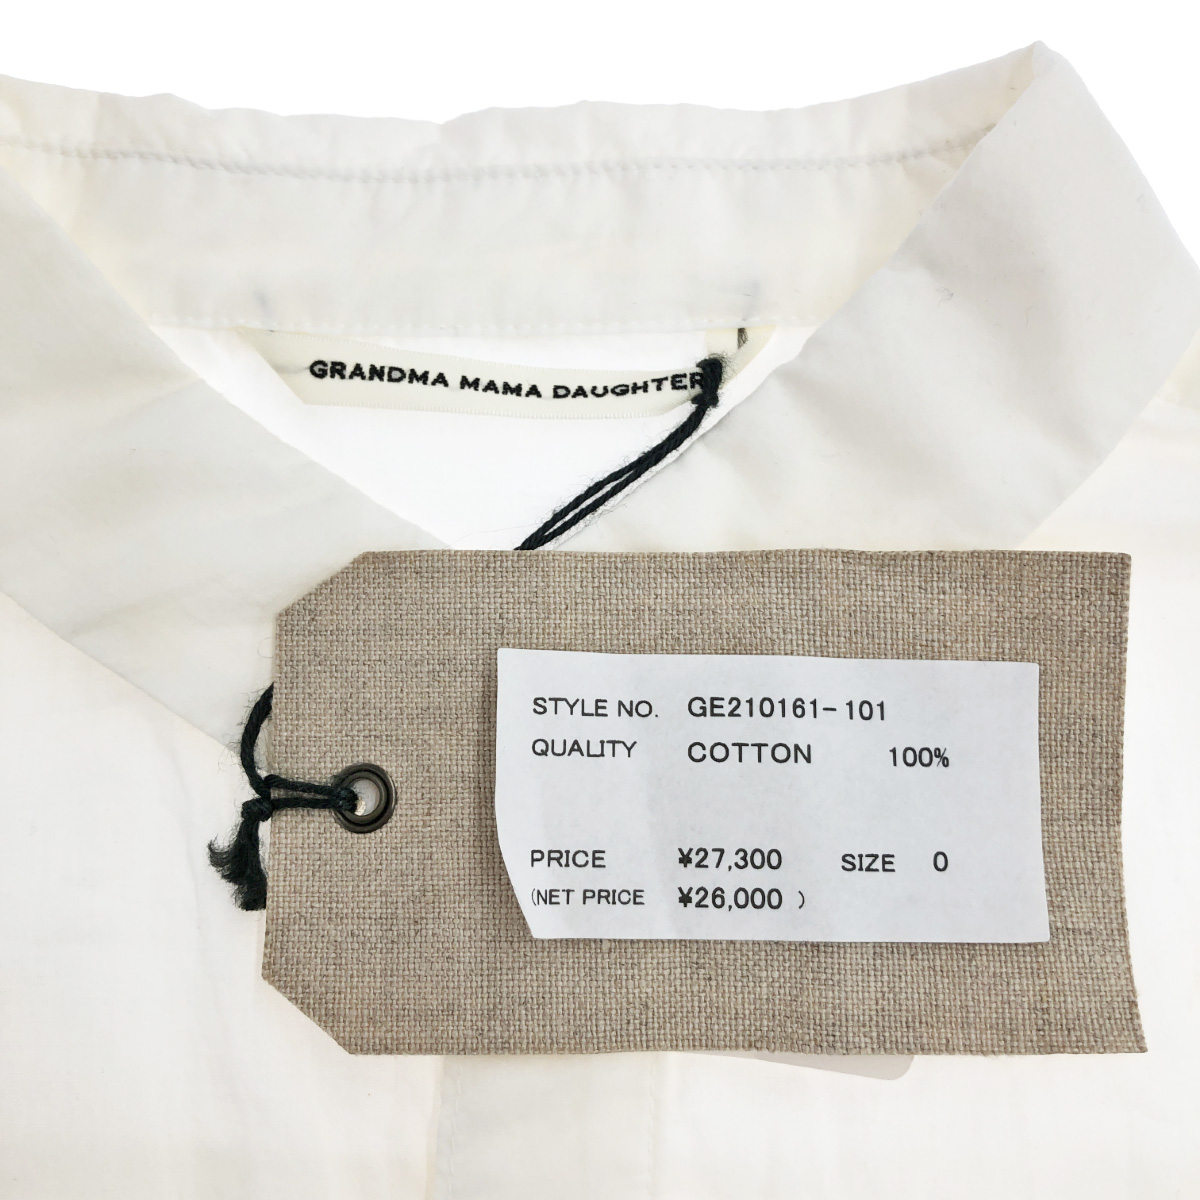 GRANDMA MAMA DAUGHTER
STYLE NO. GE210161-101
QUALITY COTTON 100%
PRICE ¥27,300 SIZE 0
(NET PRICE ¥26,000 )